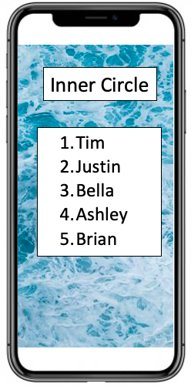 Inner Circle
1. Tim
2. Justin
3. Bella
4. Ashley
5. Brian